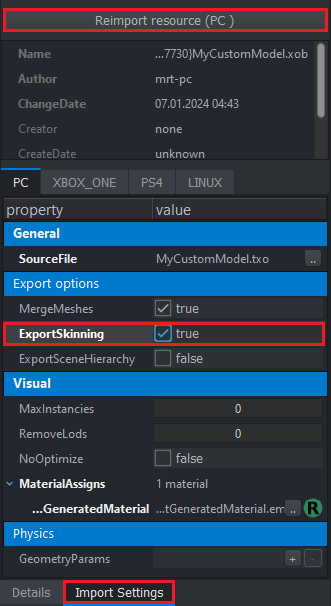 Reimport resource (PC )
Name ...7730}MyCustomModel.xob
Author mrt-pc
ChangeDate 07.01.2024 04:43
Creator none
CreateDate unknown
PC XBOX_ONE PS4 LINUX
property value
General
SourceFile MyCustomModel.txo ..
Export options
MergeMeshes true
ExportSkinning true
ExportSceneHierarchy false
Visual
MaxInstancies 0
RemoveLods 0
NoOptimize false
MaterialAssigns 1 material
...GeneratedMaterial ...tGeneratedMaterial.em .. R
Physics
GeometryParams + -
Details Import Settings